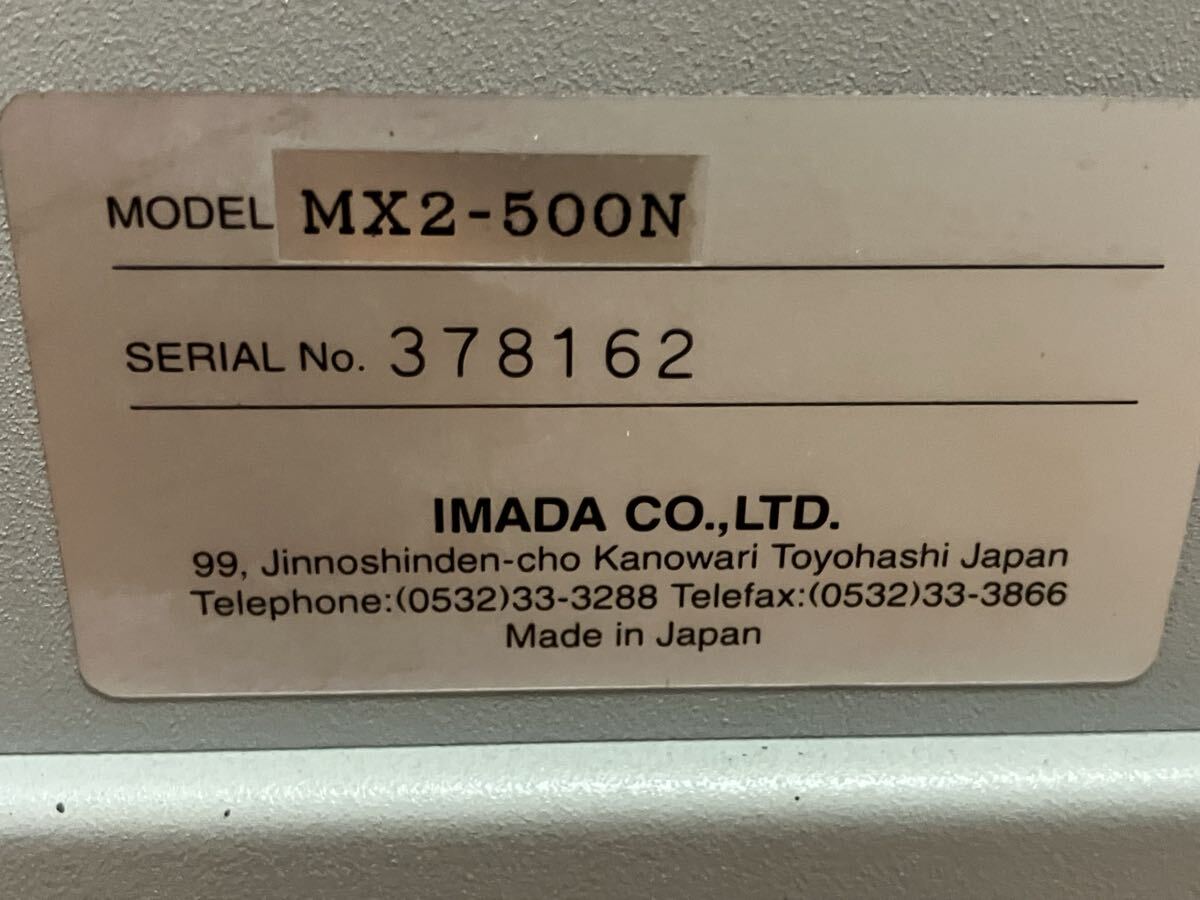 MODEL MX2-500N
SERIAL No. 378162
IMADA CO.,LTD.
99, Jinnoshinden-cho Kanowari Toyohashi Japan
Telephone:(0532)33-3288 Telefax:(0532)33-3866
Made in Japan